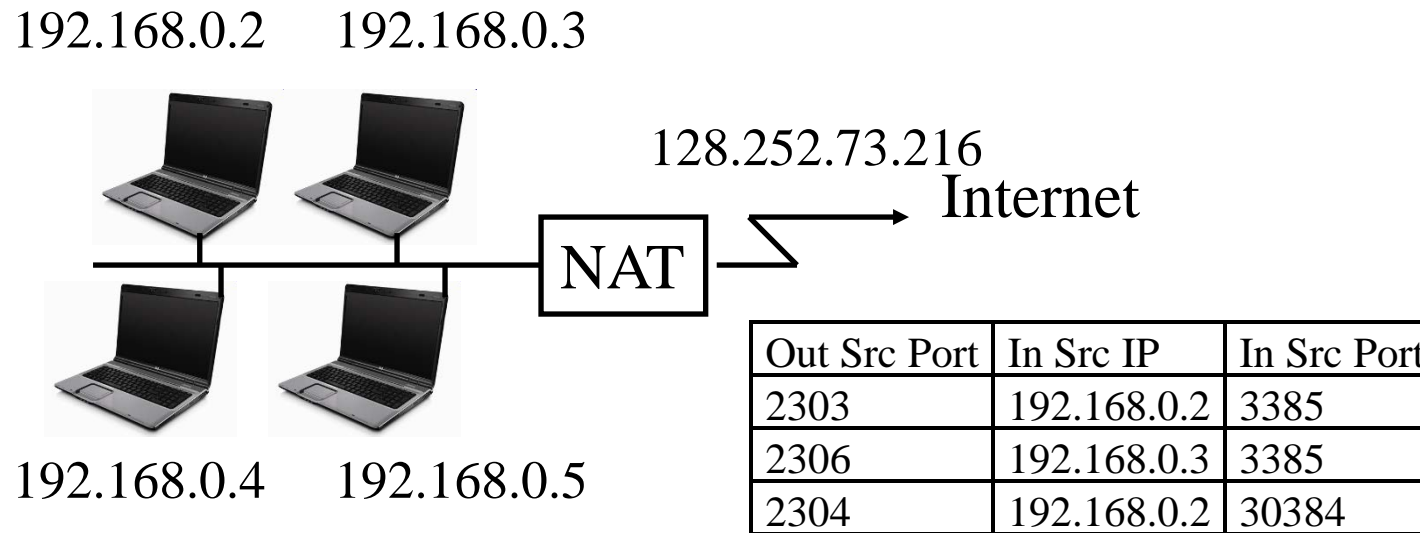 192.168.0.2 192.168.0.3
128.252.73.216
Internet
NAT
192.168.0.4 192.168.0.5
Out Src Port In Src IP In Src Port
2303 192.168.0.2 3385
2306 192.168.0.3 3385
2304 192.168.0.2 30384